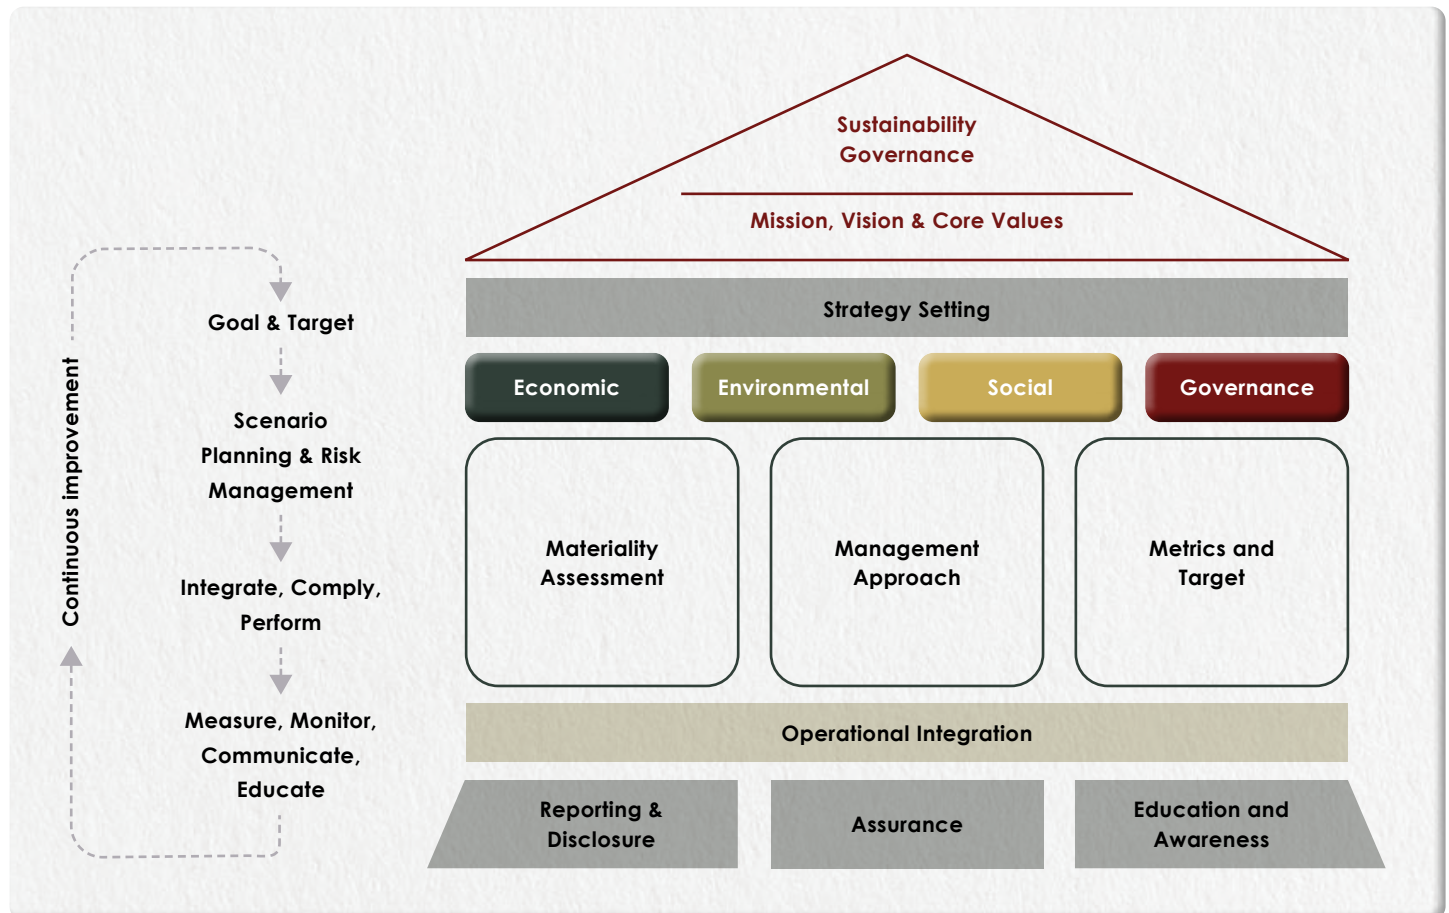 Sustainability
Governance
Mission, Vision & Core Values
Strategy Setting
Economic
Environmental
Social
Governance
Materiality
Assessment
Management
Approach
Metrics and
Target
Operational Integration
Reporting &
Disclosure
Assurance
Education and
Awareness
Continuous improvement
Goal & Target
Scenario
Planning & Risk
Management
Integrate, Comply,
Perform
Measure, Monitor,
Communicate,
Educate